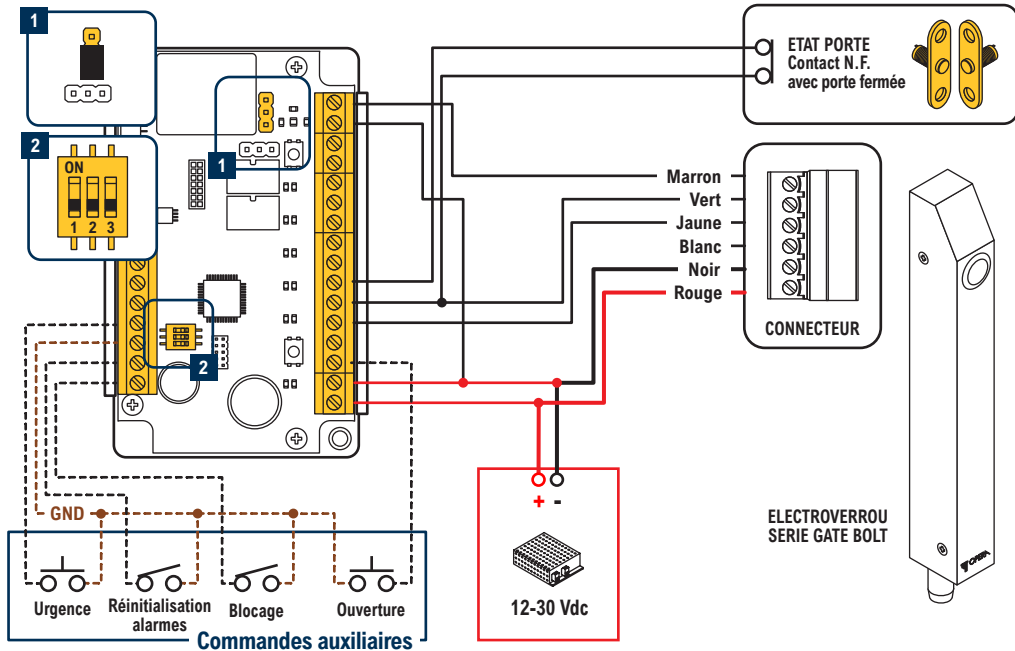 1
2
ON
1 2 3
1
2
ETAT PORTE
Contact N.F.
avec porte fermée
Marron
Vert
Jaune
Blanc
Noir
Rouge
CONNECTEUR
GND
Urgence
Réinitialisation
alarmes
Blocage
Ouverture
Commandes auxiliaires
+ -
12-30 Vdc
ELECTROVERROU
SERIE GATE BOLT